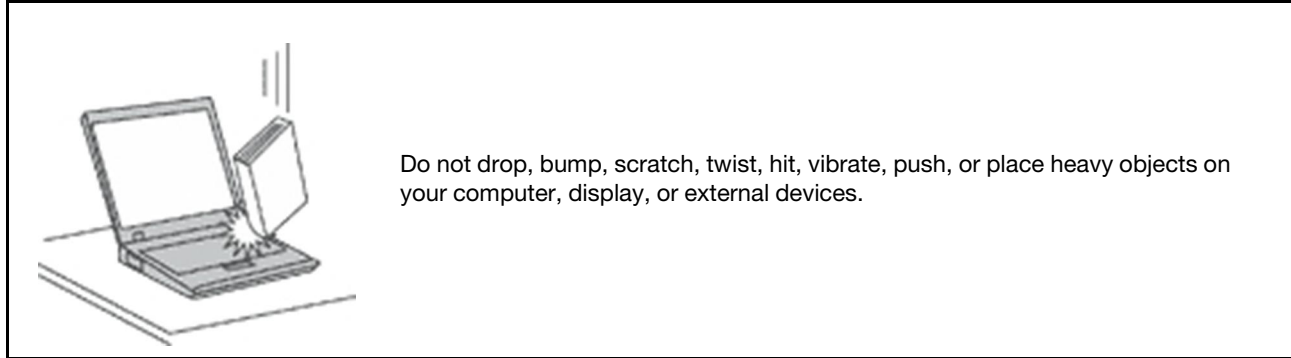 Do not drop, bump, scratch, twist, hit, vibrate, push, or place heavy objects on
your computer, display, or external devices.